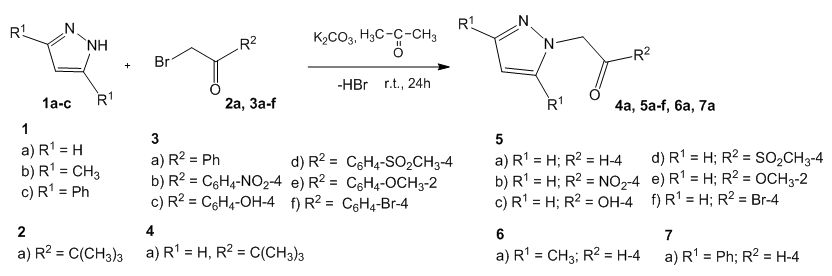 R¹ N NH R¹ 1a-c
+
Br R² O 2a, 3a-f
K₂CO₃, H₃C CH₃ O
-HBr r.t., 24h
R¹ N N R¹ R² O 4a, 5a-f, 6a, 7a
1
a) R¹ = H
b) R¹ = CH₃
c) R¹ = Ph
2
a) R² = C(CH₃)₃
3
a) R² = Ph
b) R² = C₆H₄-NO₂-4
c) R² = C₆H₄-OH-4
d) R² = C₆H₄-SO₂CH₃-4
e) R² = C₆H₄-OCH₃-2
f) R² = C₆H₄-Br-4
4
a) R¹ = H, R² = C(CH₃)₃
5
a) R¹ = H; R² = H-4
b) R¹ = H; R² = NO₂-4
c) R¹ = H; R² = OH-4
d) R¹ = H; R² = SO₂CH₃-4
e) R¹ = H; R² = OCH₃-2
f) R¹ = H; R² = Br-4
6
a) R¹ = CH₃; R² = H-4
7
a) R¹ = Ph; R² = H-4